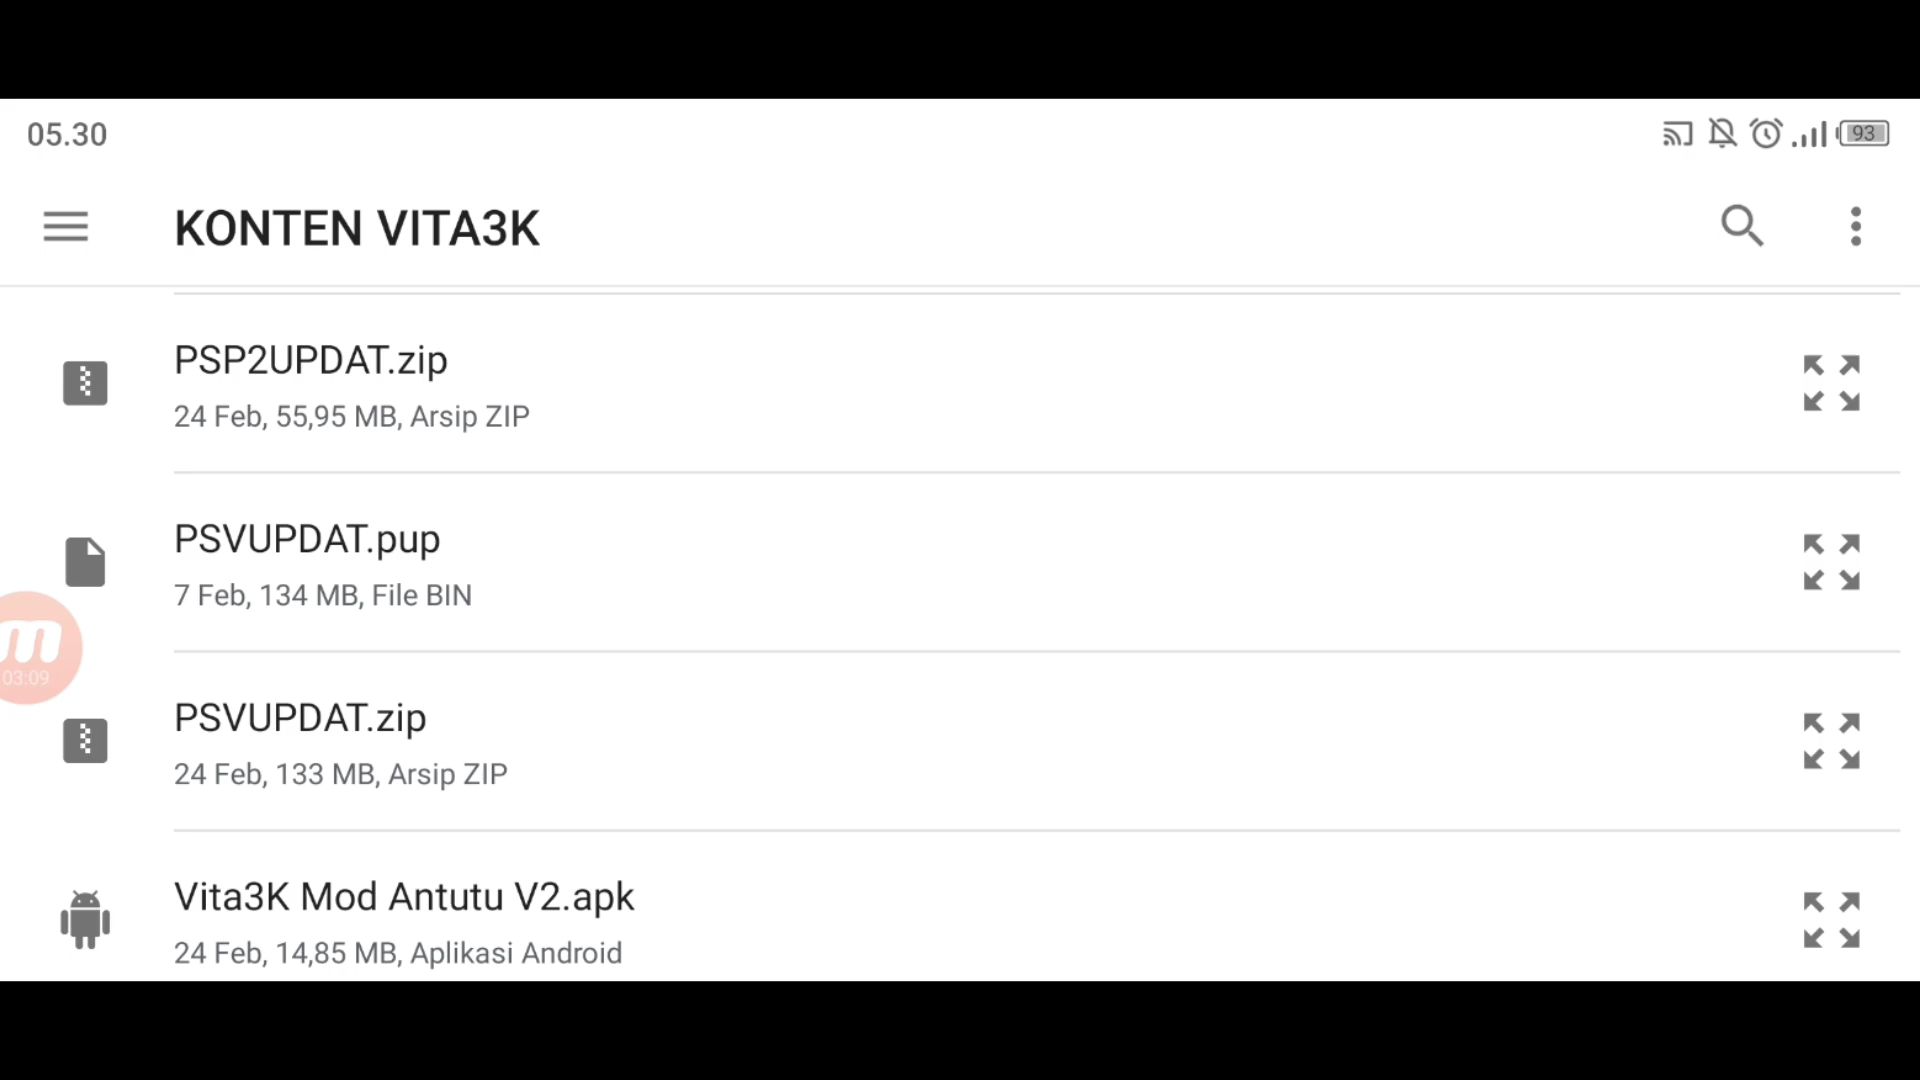 05.30
93
KONTEN VITA3K
PSP2UPDAT.zip
24 Feb, 55,95 MB, Arsip ZIP
PSVUPDAT.pup
7 Feb, 134 MB, File BIN
m
03:09
PSVUPDAT.zip
24 Feb, 133 MB, Arsip ZIP
Vita3K Mod Antutu V2.apk
24 Feb, 14,85 MB, Aplikasi Android